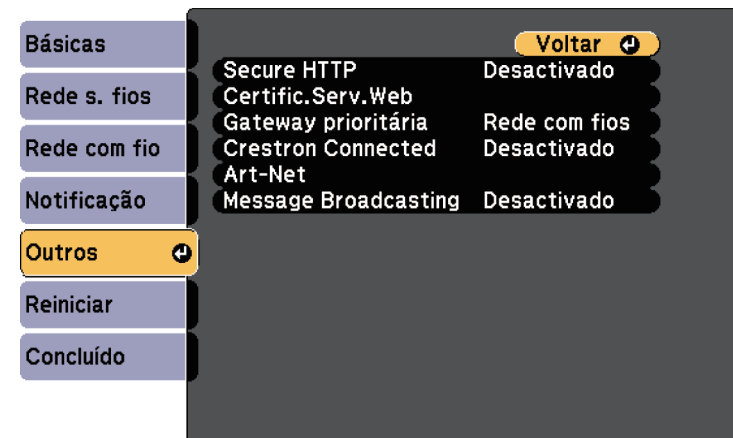 Básicas
Rede s. fios
Rede com fio
Notificação
Outros
Reiniciar
Concluído
Voltar
Secure HTTP Desactivado
Certific.Serv.Web
Gateway prioritária Rede com fios
Crestron Connected Desactivado
Art-Net
Message Broadcasting Desactivado